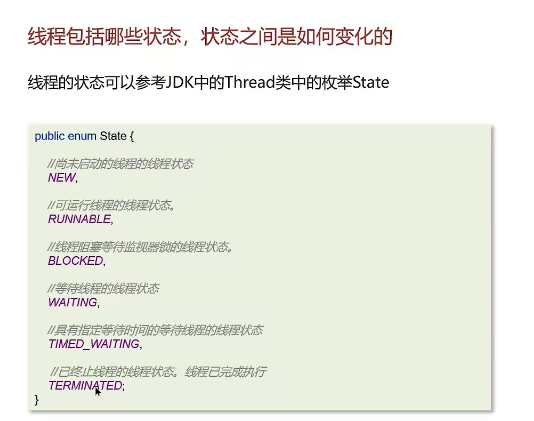 线程包括哪些状态，状态之间是如何变化的
线程的状态可以参考JDK中的Thread类中的枚举State
public enum State {
//尚未启动的线程的线程状态
NEW,
//可运行线程的线程状态。
RUNNABLE,
//线程阻塞等待监视器锁的线程状态。
BLOCKED,
//等待线程的线程状态
WAITING,
//具有指定等待时间的等待线程的线程状态
TIMED_WAITING,
//已终止线程的线程状态。线程已完成执行
TERMINATED;
}